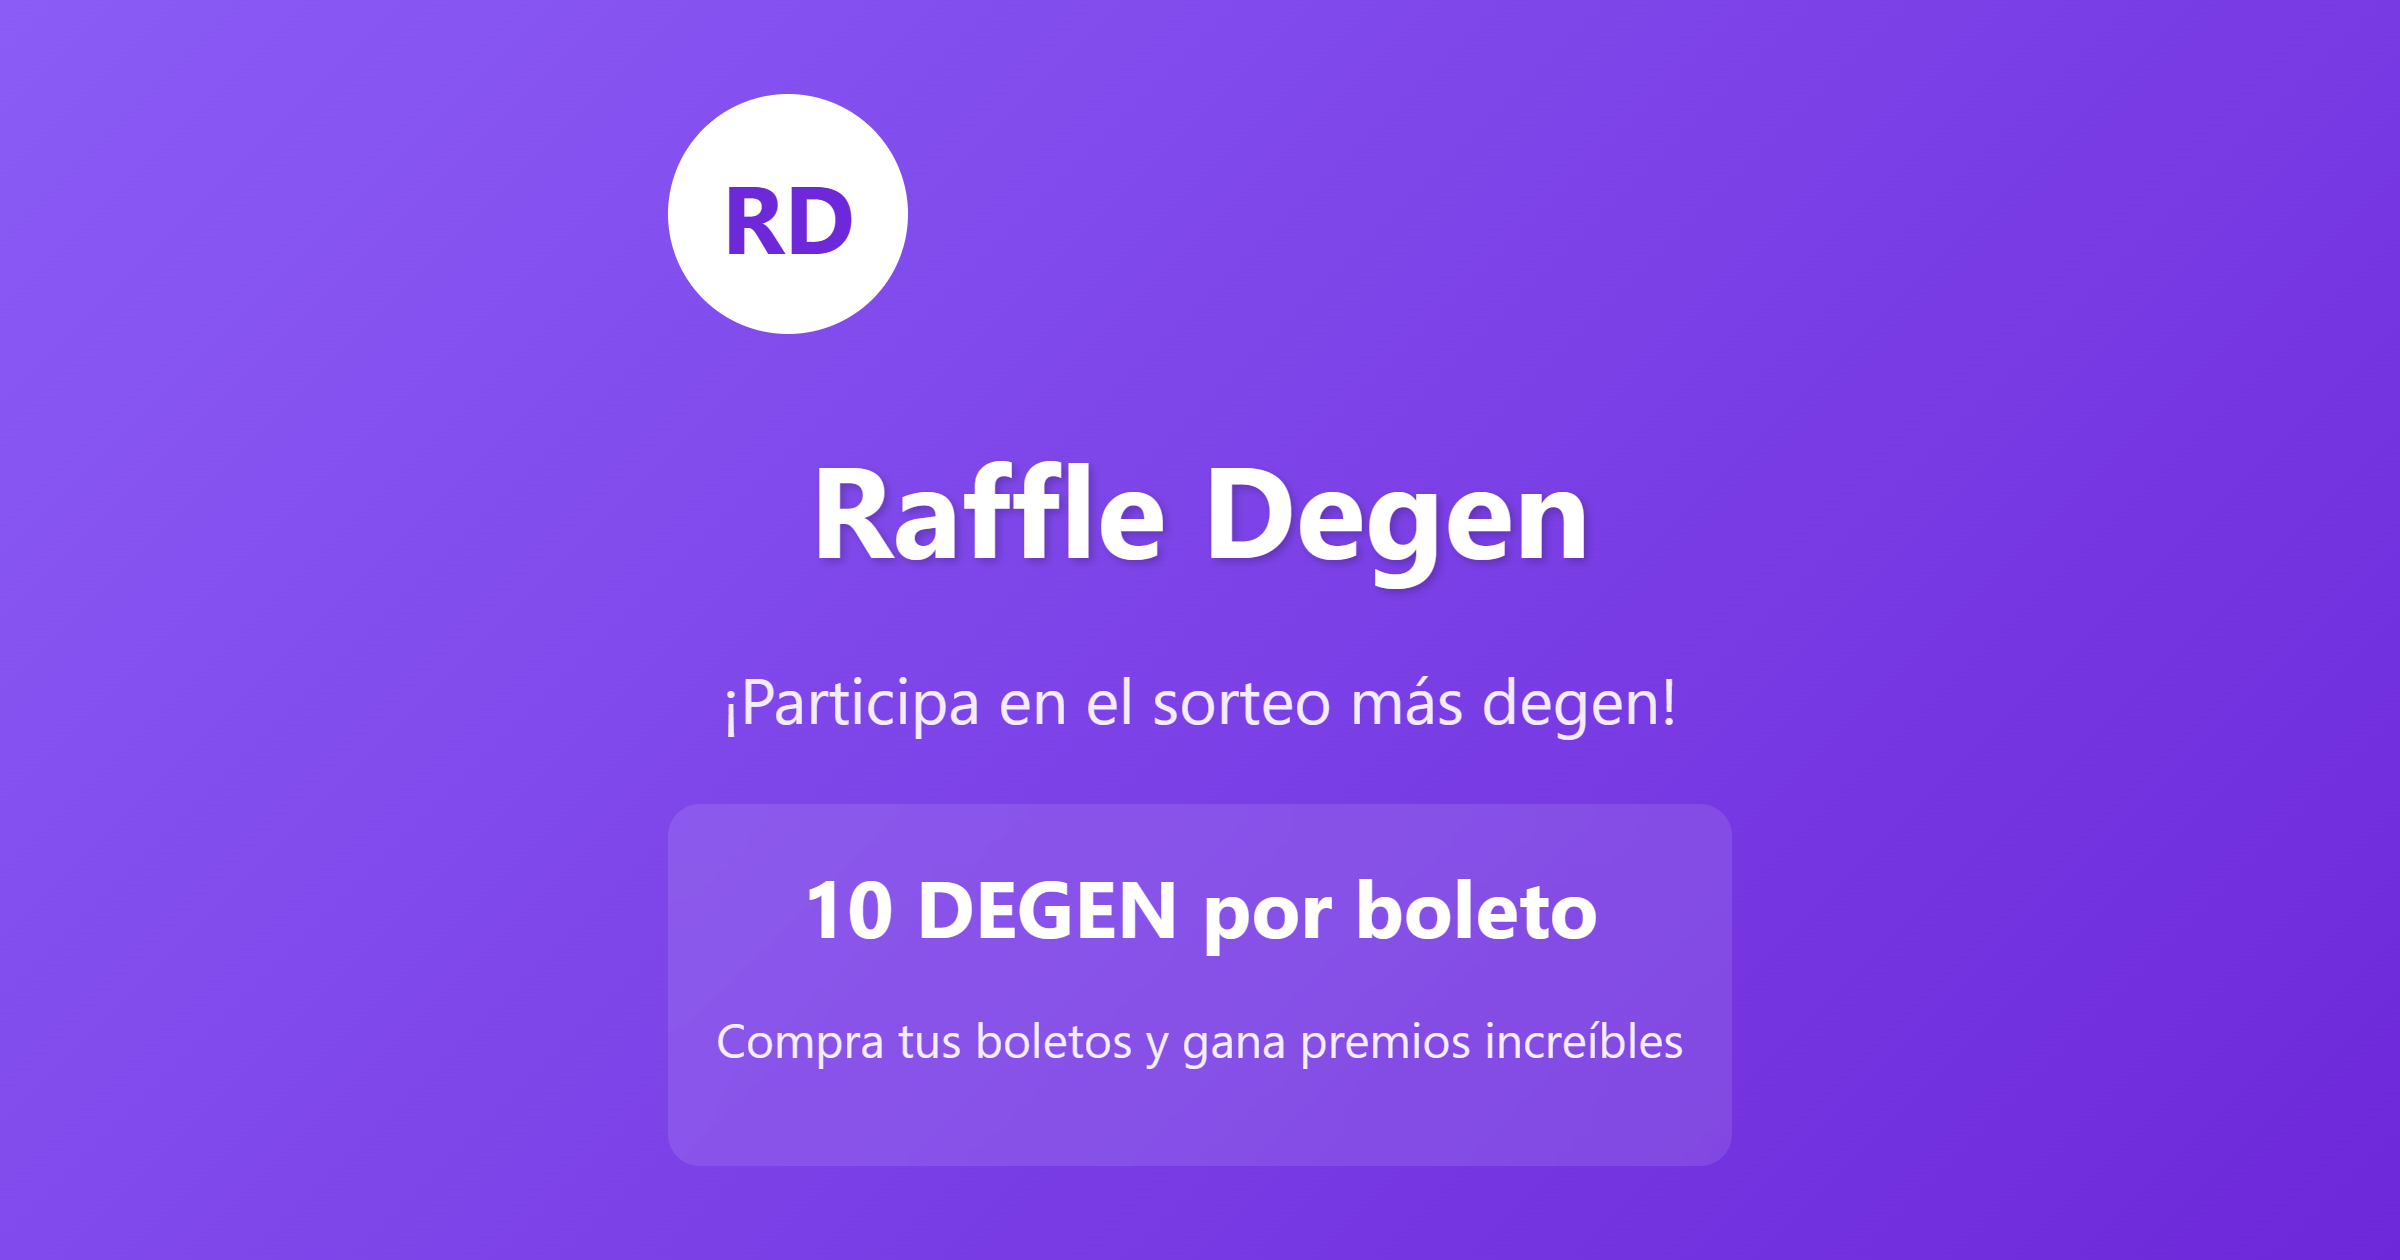 RD
Raffle Degen
¡Participa en el sorteo más degen!
10 DEGEN por boleto
Compra tus boletos y gana premios increíbles